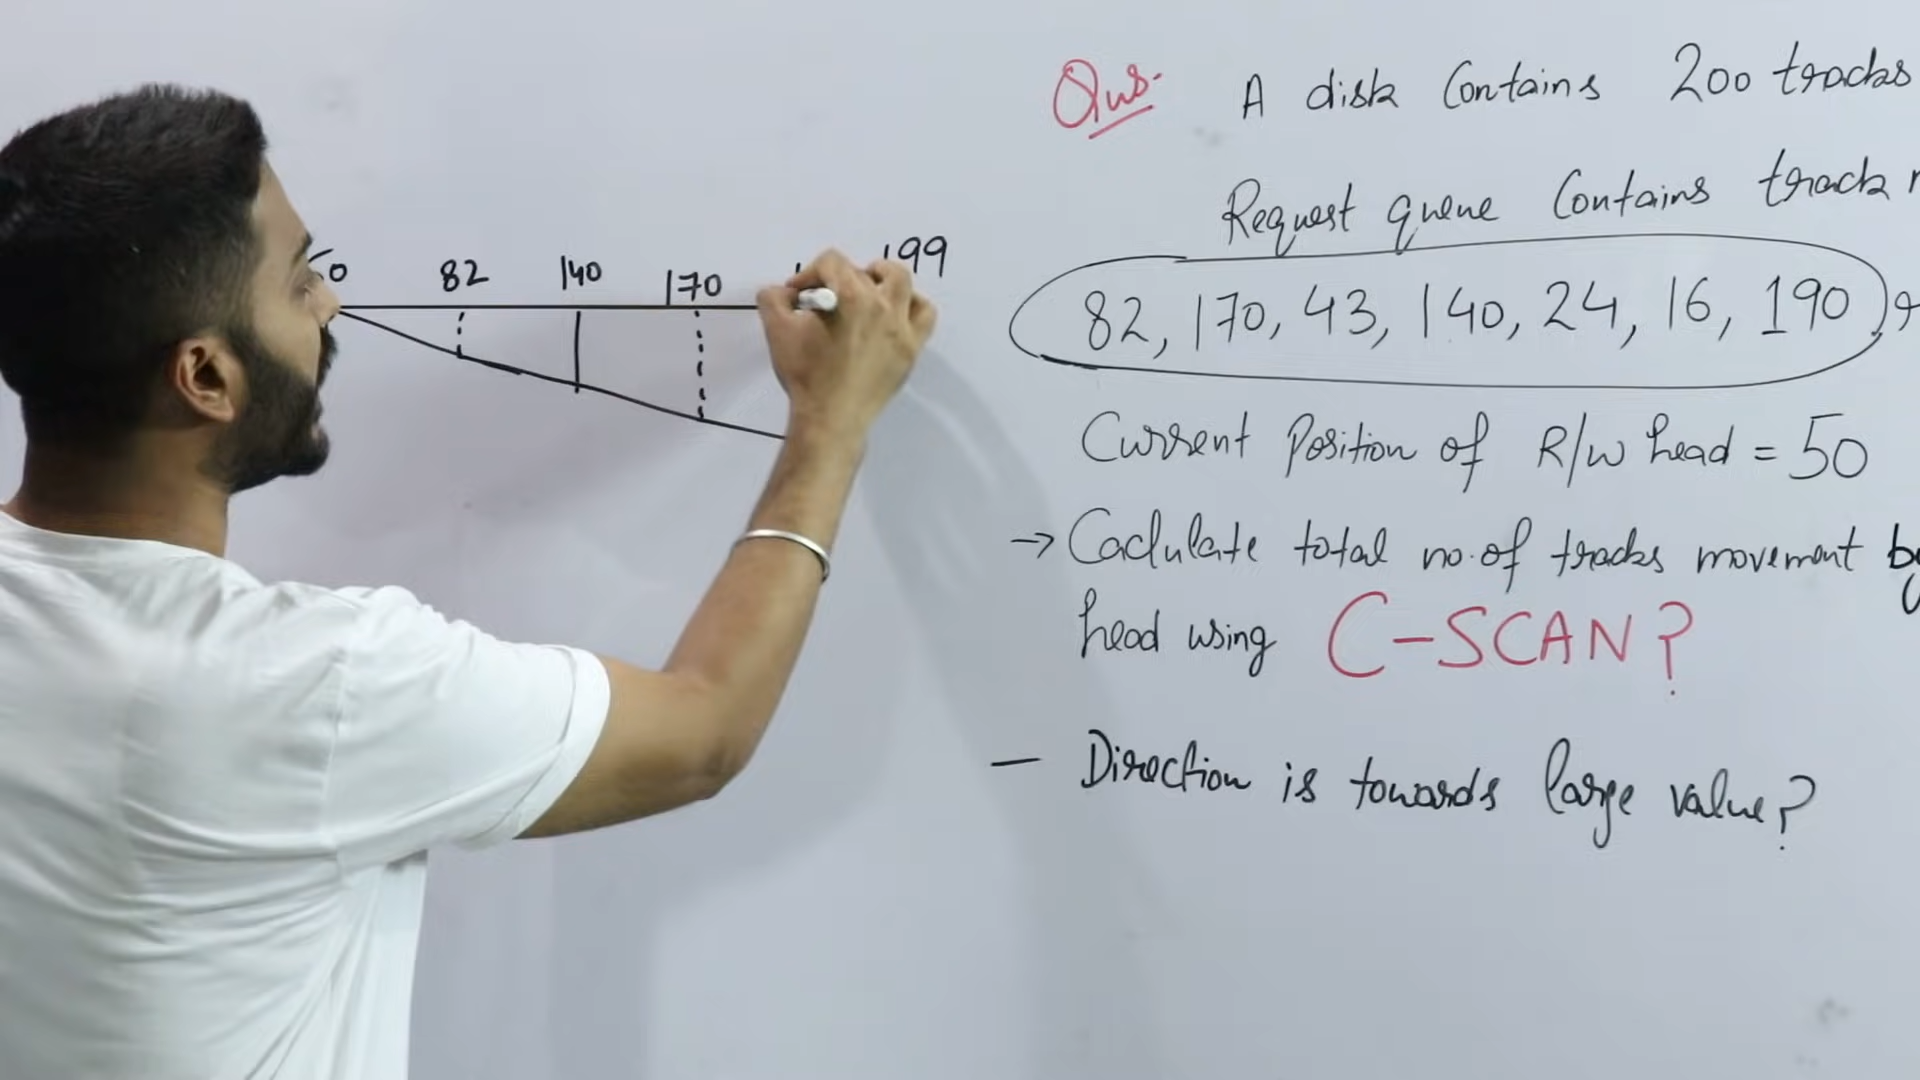 50 82 140 170 199
Qus. A disk Contains 200 tracks
Request queue Contains track
82, 170, 43, 140, 24, 16, 190
Current Position of R/W head = 50
→ Caclulate total no. of tracks movement by
head using C-SCAN?
— Direction is towards large value?